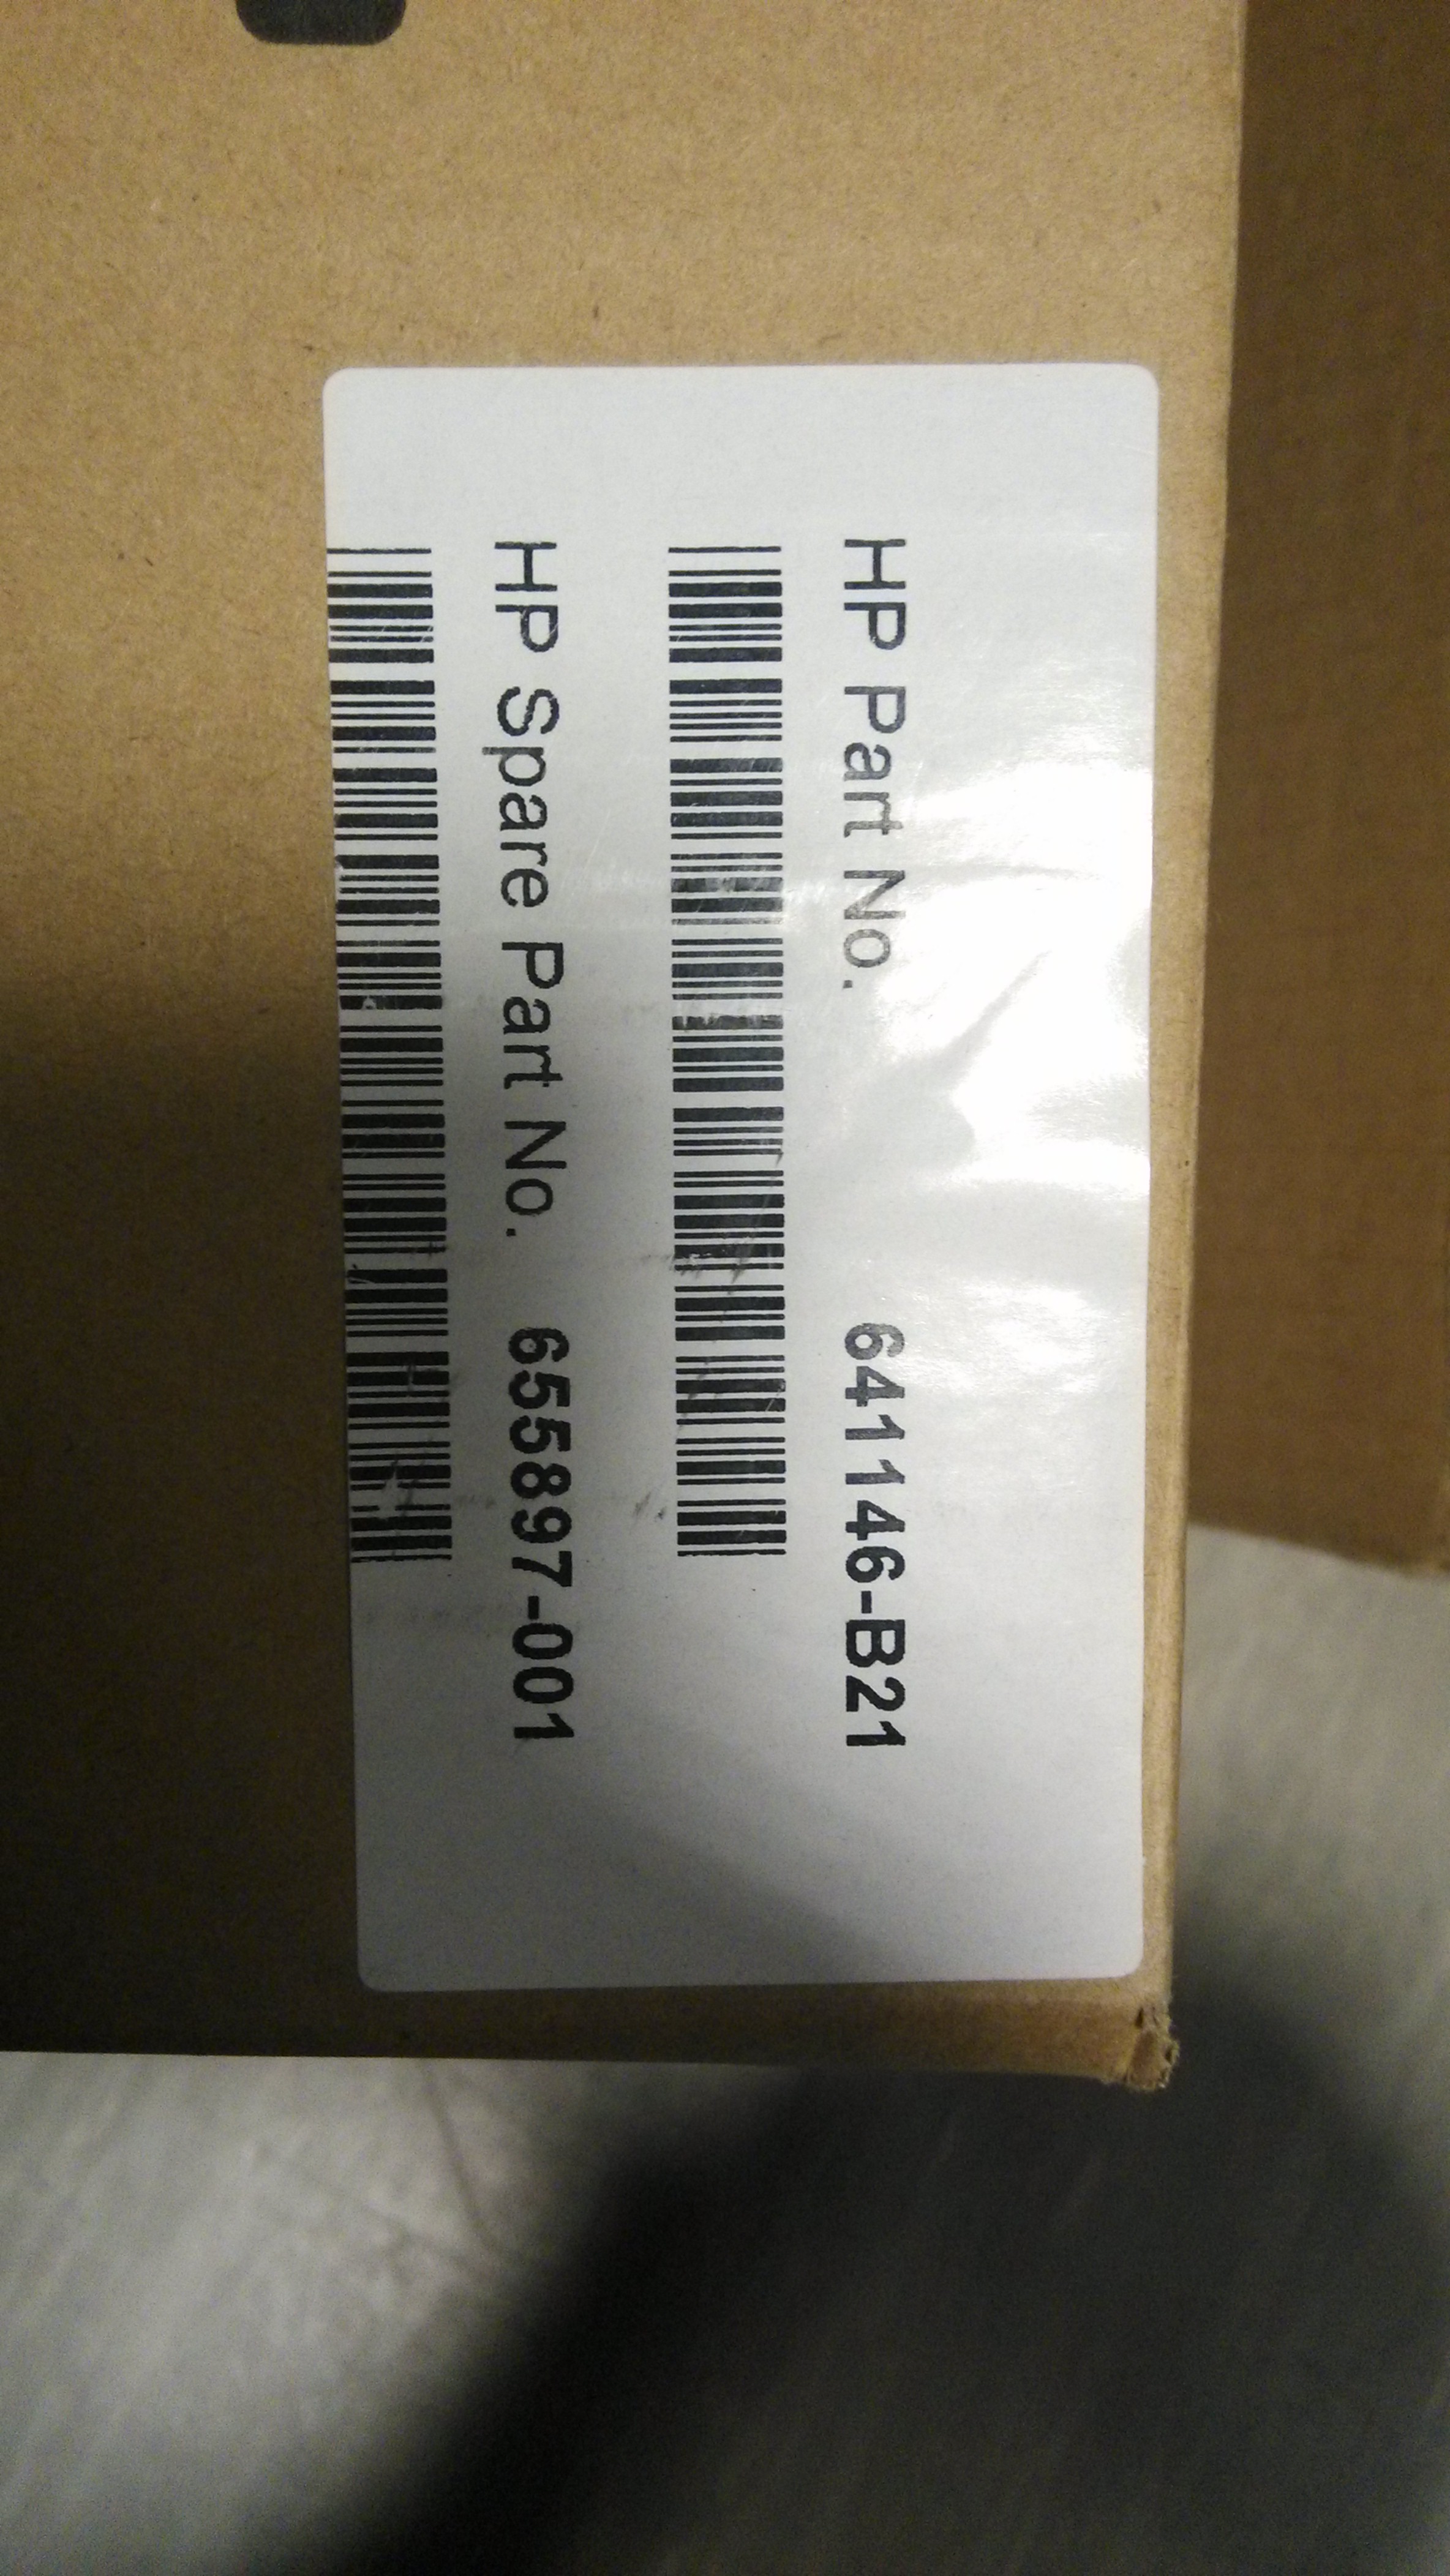 HP Part No. 641146-B21
HP Spare Part No. 655897-001